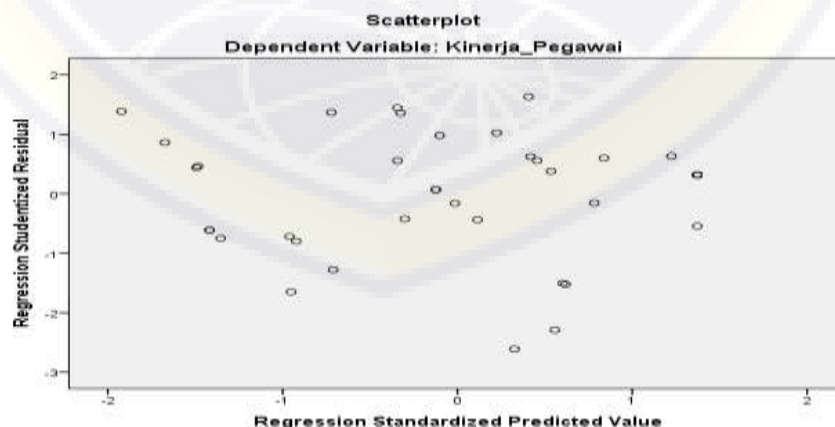 Scatterplot
Dependent Variable: Kinerja_Pegawai
Regression Studentized Residual
2
1
0
-1
-2
-3
-2
-1
0
1
2
Regression Standardized Predicted Value